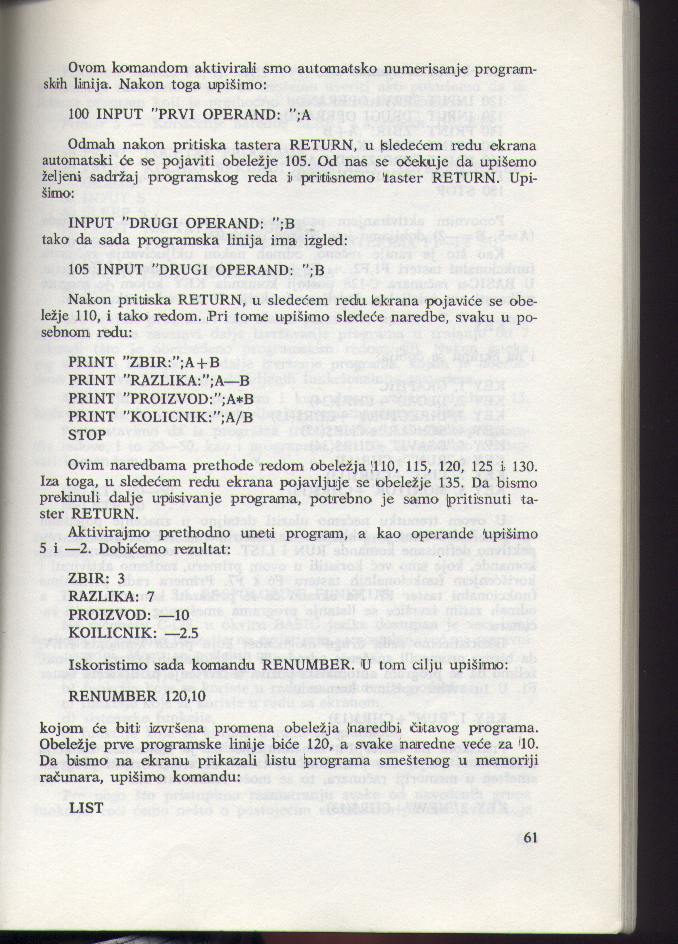 Ovom komandom aktivirali smo automatsko numerisanje program-
skih linija. Nakon toga upišimo:
100 INPUT "PRVI OPERAND: ";A
Odmah nakon pritiska tastera RETURN, u sledećem redu ekrana
automatski će se pojaviti obeležje 105. Od nas se očekuje da upišemo
željeni sadržaj programskog reda i pritisnemo taster RETURN. Upi-
šimo:
INPUT "DRUGI OPERAND: ";B
tako da sada programska linija ima izgled:
105 INPUT "DRUGI OPERAND: ";B
Nakon pritiska RETURN, u sledećem redu ekrana pojaviće se obe-
ležje 110, i tako redom. Pri tome upišimo sledeće naredbe, svaku u po-
sebnom redu:
PRINT "ZBIR:";A+B
PRINT "RAZLIKA:";A—B
PRINT "PROIZVOD:";A*B
PRINT "KOLICNIK:";A/B
STOP
Ovim naredbama prethode redom obeležja 110, 115, 120, 125 i 130.
Iza toga, u sledećem redu ekrana pojavljuje se obeležje 135. Da bismo
prekinuli dalje upisivanje programa, potrebno je samo pritisnuti ta-
ster RETURN.
Aktivirajmo prethodno uneti program, a kao operande upišimo
5 i —2. Dobićemo rezultat:
ZBIR: 3
RAZLIKA: 7
PROIZVOD: —10
KOILICNIK: —2.5
Iskoristimo sada komandu RENUMBER. U tom cilju upišimo:
RENUMBER 120,10
kojom će biti izvršena promena obeležja naredbi čitavog programa.
Obeležje prve programske linije biće 120, a svake naredne veće za 10.
Da bismo na ekranu prikazali listu programa smeštenog u memoriji
računara, upišimo komandu:
LIST
61